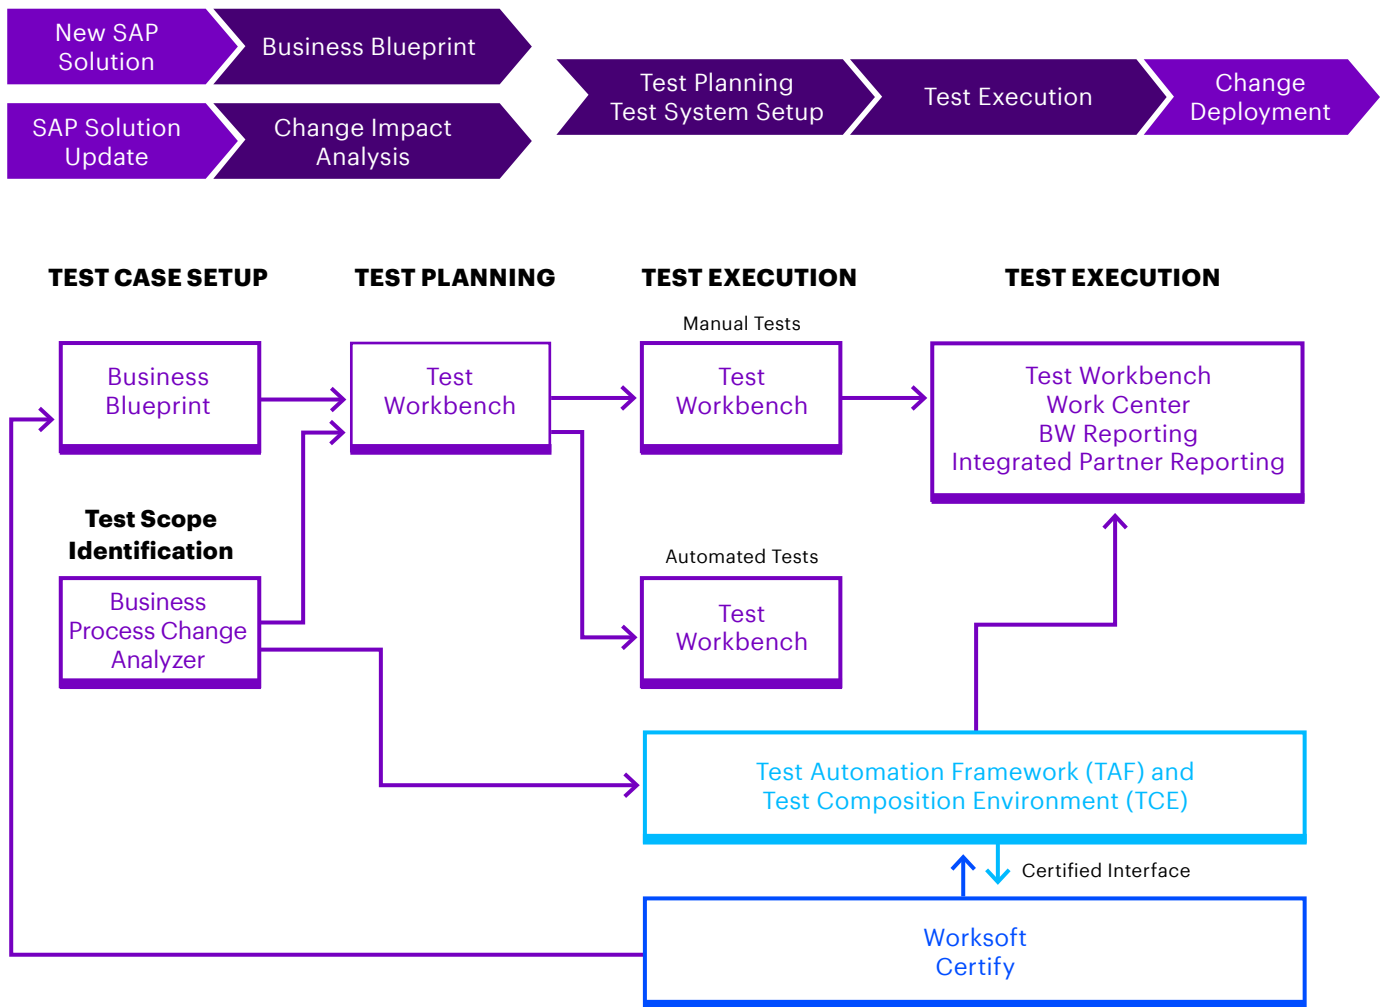 New SAP
Solution
Business Blueprint
SAP Solution
Update
Change Impact
Analysis
Test Planning
Test System Setup
Test Execution
Change
Deployment
TEST CASE SETUP
TEST PLANNING
TEST EXECUTION
TEST EXECUTION
Manual Tests
Business
Blueprint
Test
Workbench
Test
Workbench
Test Workbench
Work Center
BW Reporting
Integrated Partner Reporting
Test Scope
Identification
Business
Process Change
Analyzer
Automated Tests
Test
Workbench
Test Automation Framework (TAF) and
Test Composition Environment (TCE)
Certified Interface
Worksoft
Certify